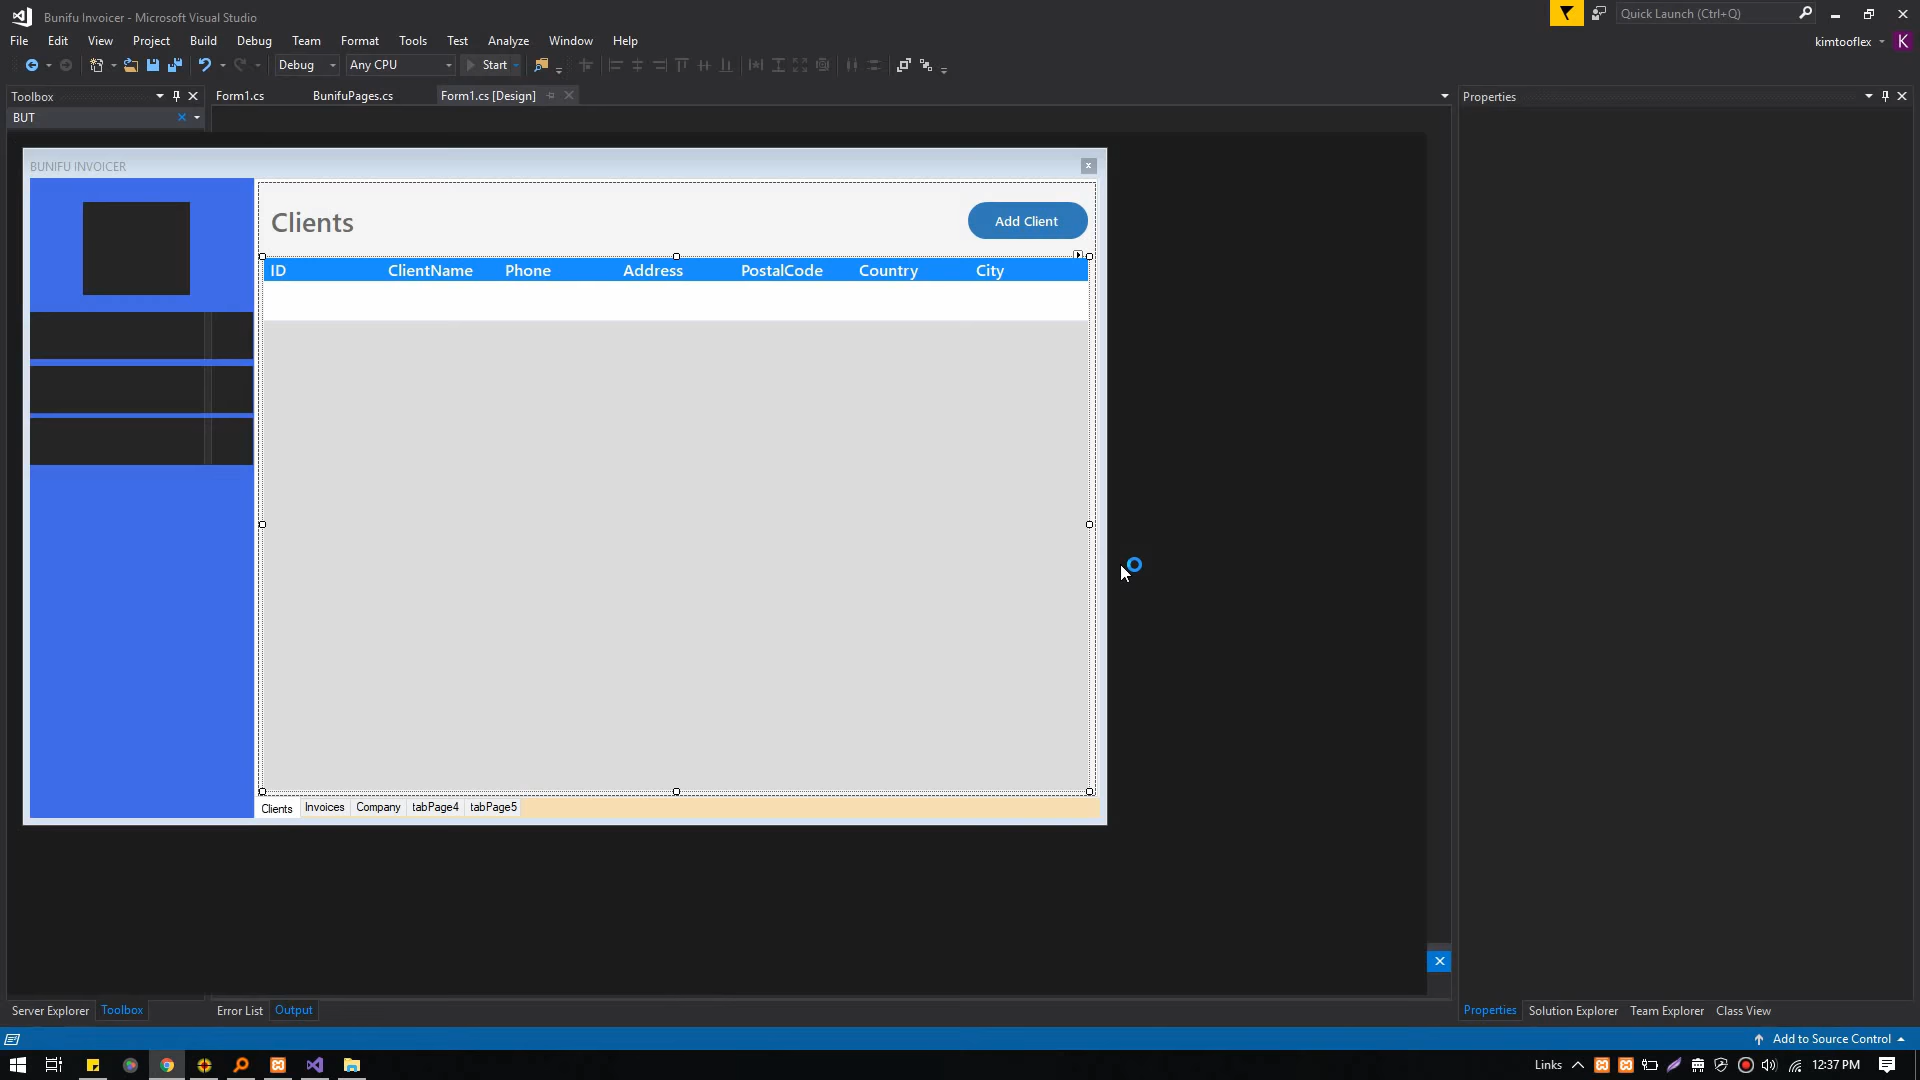 Bunifu Invoicer - Microsoft Visual Studio
Quick Launch (Ctrl+Q)
File Edit View Project Build Debug Team Format Tools Test Analyze Window Help
kimtooflex K
Debug Any CPU Start
Toolbox
Form1.cs BunifuPages.cs Form1.cs [Design]
Properties
BUT
BUNIFU INVOICER
Clients
Add Client
ID ClientName Phone Address PostalCode Country City
Clients Invoices Company tabPage4 tabPage5
Server Explorer Toolbox Error List Output
Properties Solution Explorer Team Explorer Class View
Add to Source Control
Links 12:37 PM